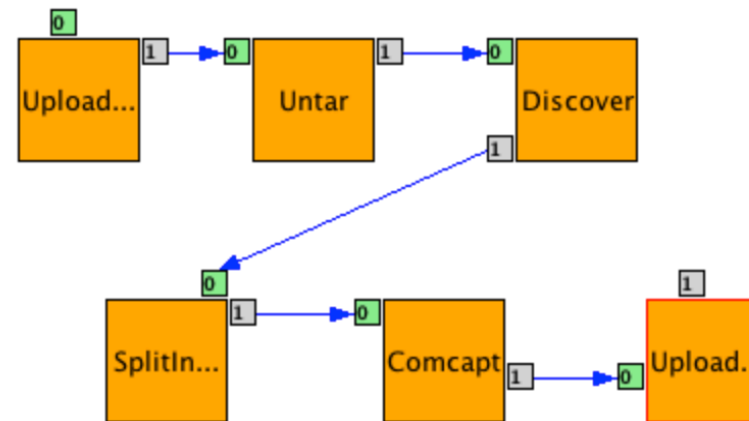 0
1 0 1 0
Upload... Untar Discover
1
0 1
1 0
SplitIn... Comcapt Upload.
1 0